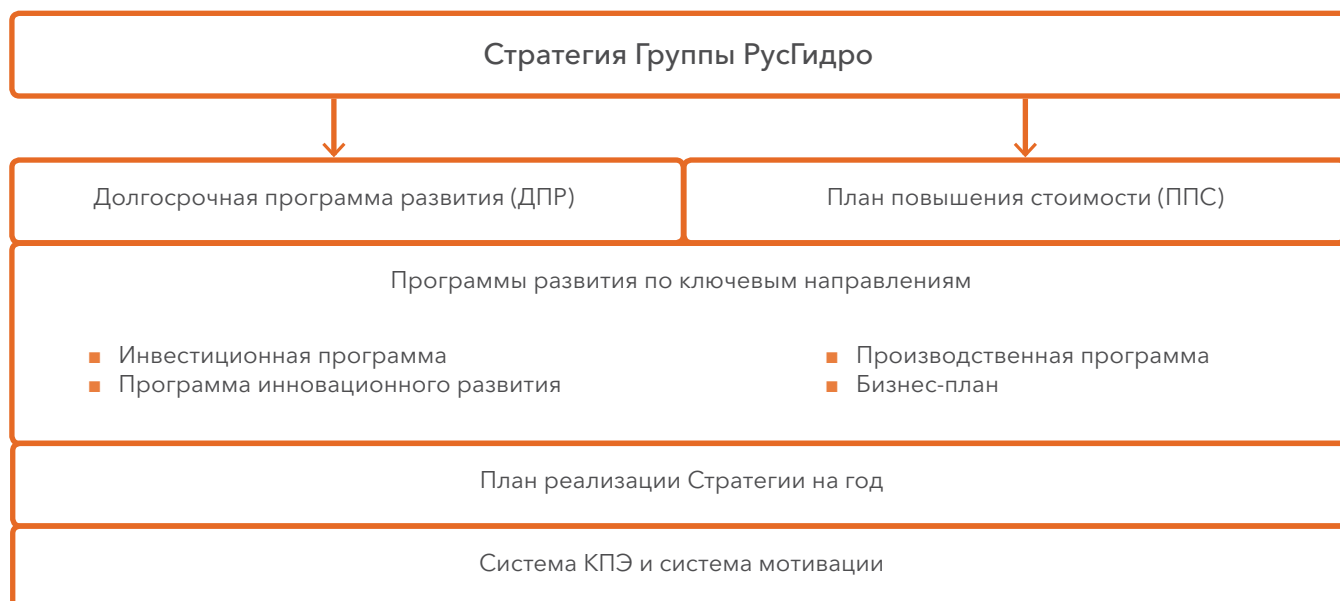 Стратегия Группы РусГидро
Долгосрочная программа развития (ДПР)
План повышения стоимости (ППС)
Программы развития по ключевым направлениям
Инвестиционная программа
Программа инновационного развития
Производственная программа
Бизнес-план
План реализации Стратегии на год
Система КПЭ и система мотивации